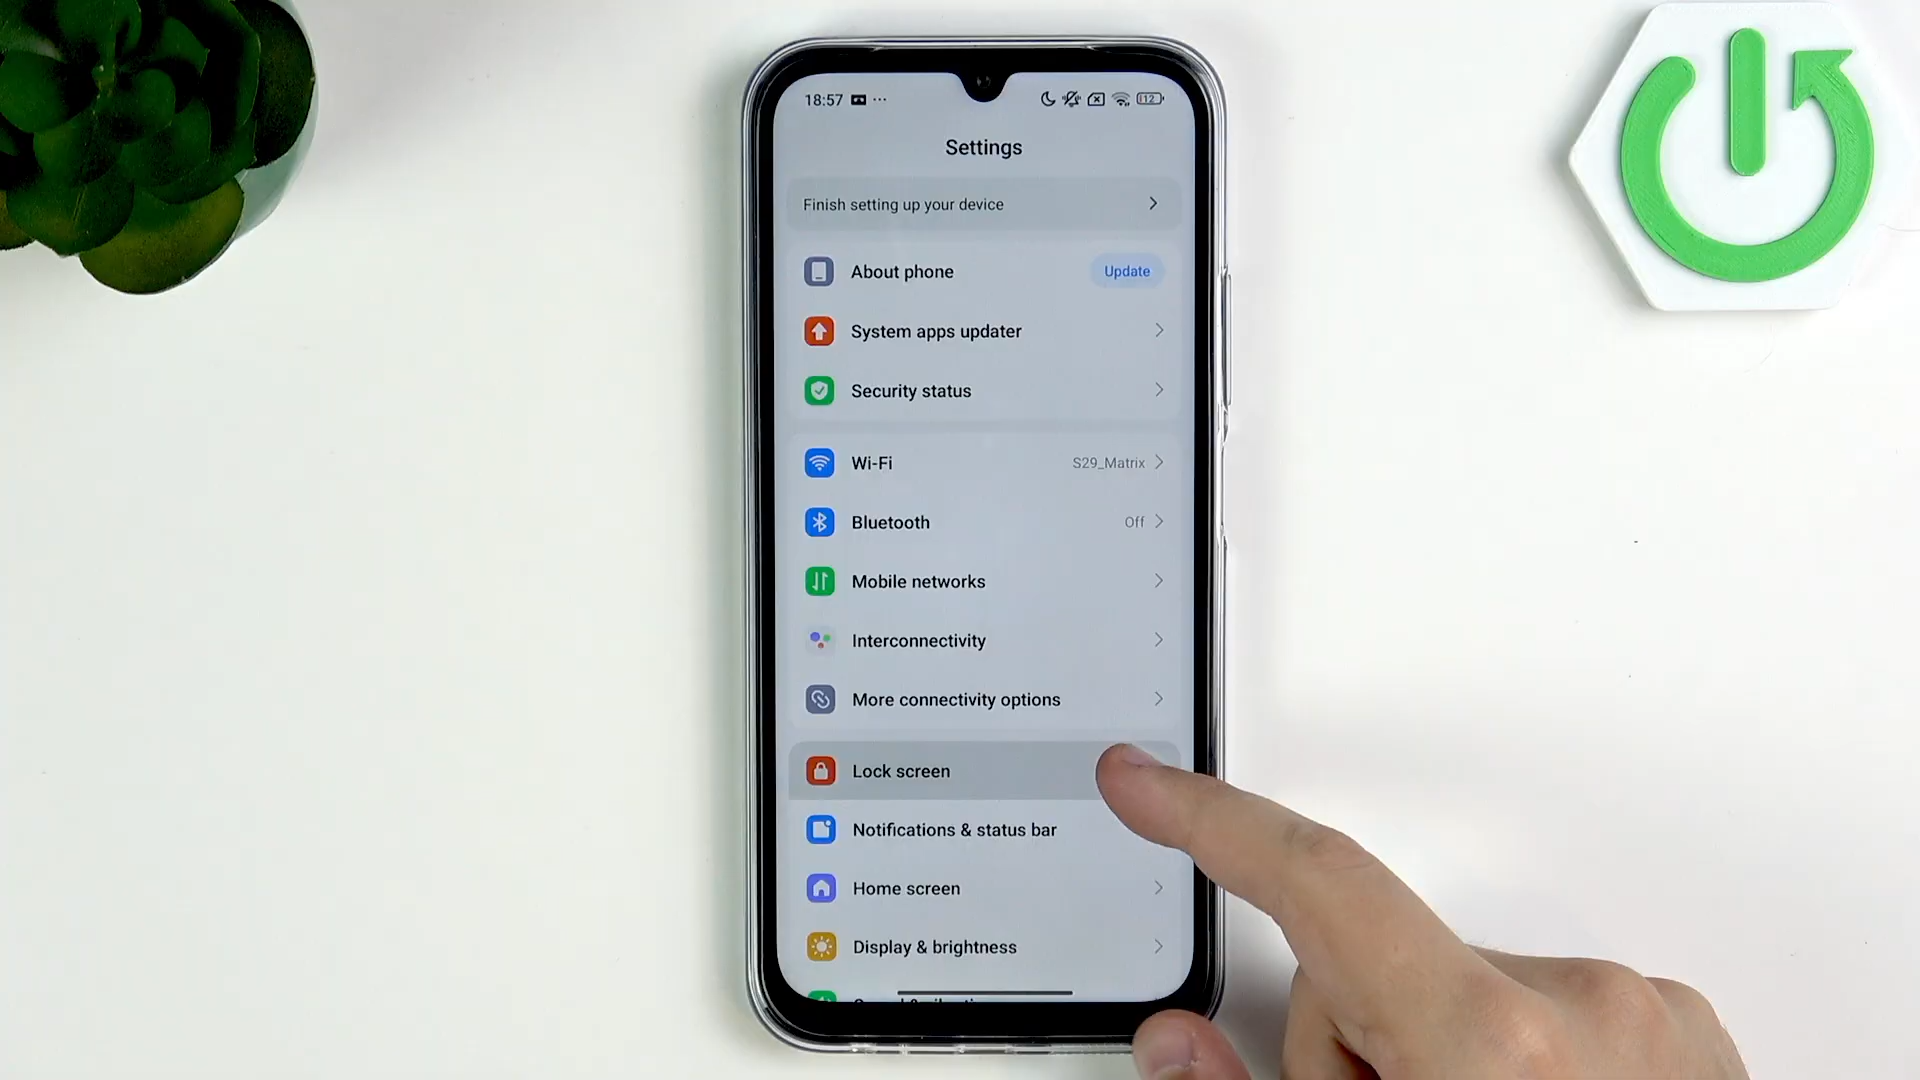 18:57 ··· 12
Settings
Finish setting up your device
About phone Update
System apps updater
Security status
Wi-Fi S29_Matrix
Bluetooth Off
Mobile networks
Interconnectivity
More connectivity options
Lock screen
Notifications & status bar
Home screen
Display & brightness